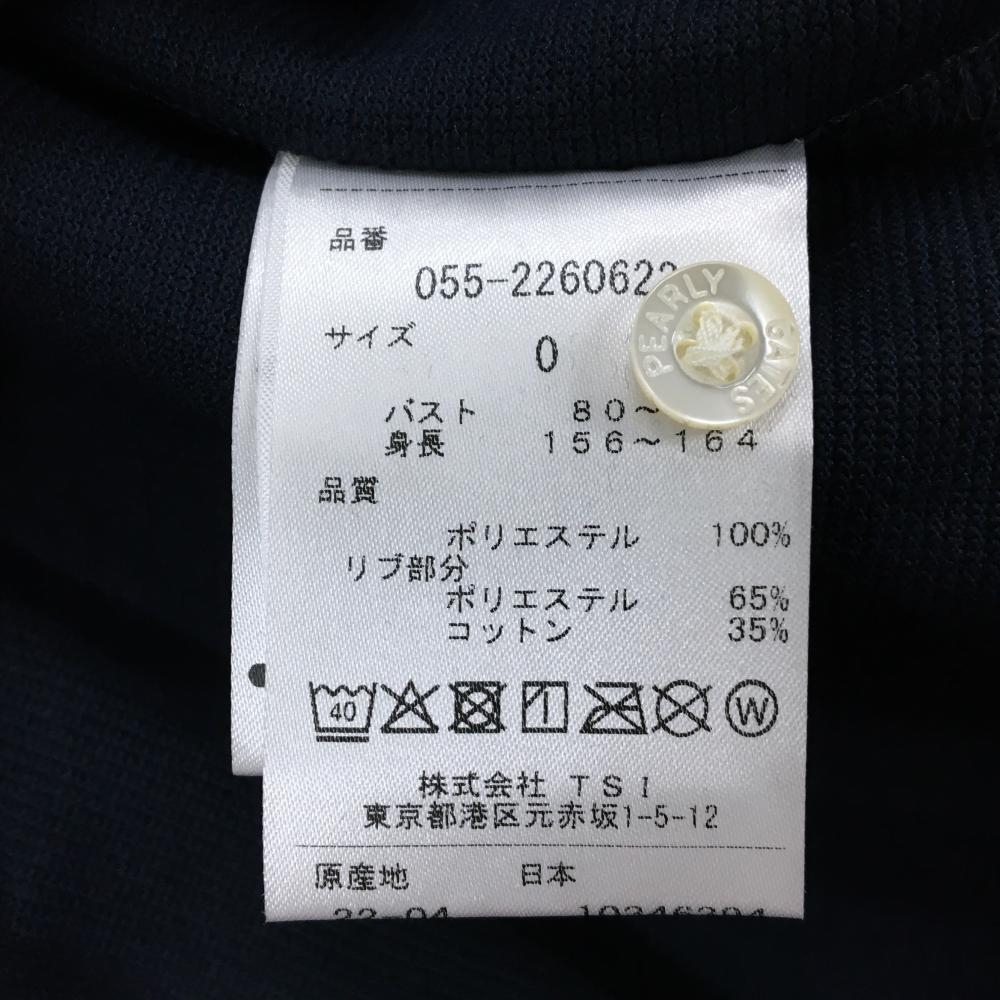 品番
055-226062
サイズ
0
バスト 80～
身長 156～164
品質
ポリエステル 100%
リブ部分
ポリエステル 65%
コットン 35%
40
W
株式会社 TSI
東京都港区元赤坂1-5-12
原産地 日本
PEARLY GATES